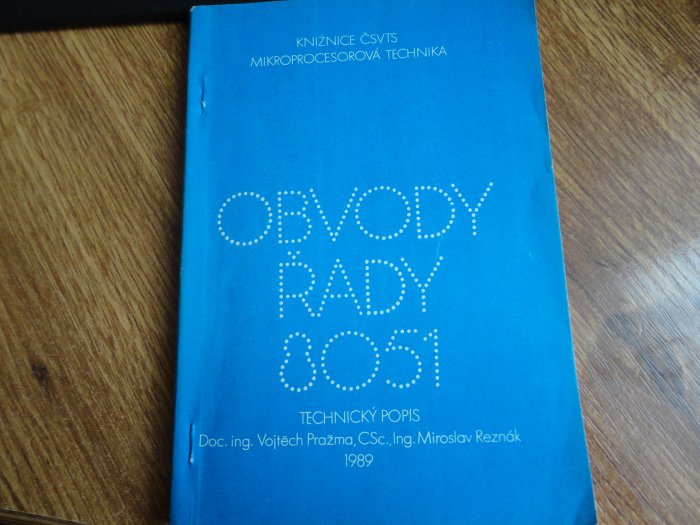 KNIŽNICE ČSVTS
MIKROPROCESOROVÁ TECHNIKA
OBVODY
ŘADY
8051
TECHNICKÝ POPIS
Doc. ing. Vojtěch Pražma, CSc., Ing. Miroslav Reznák
1989